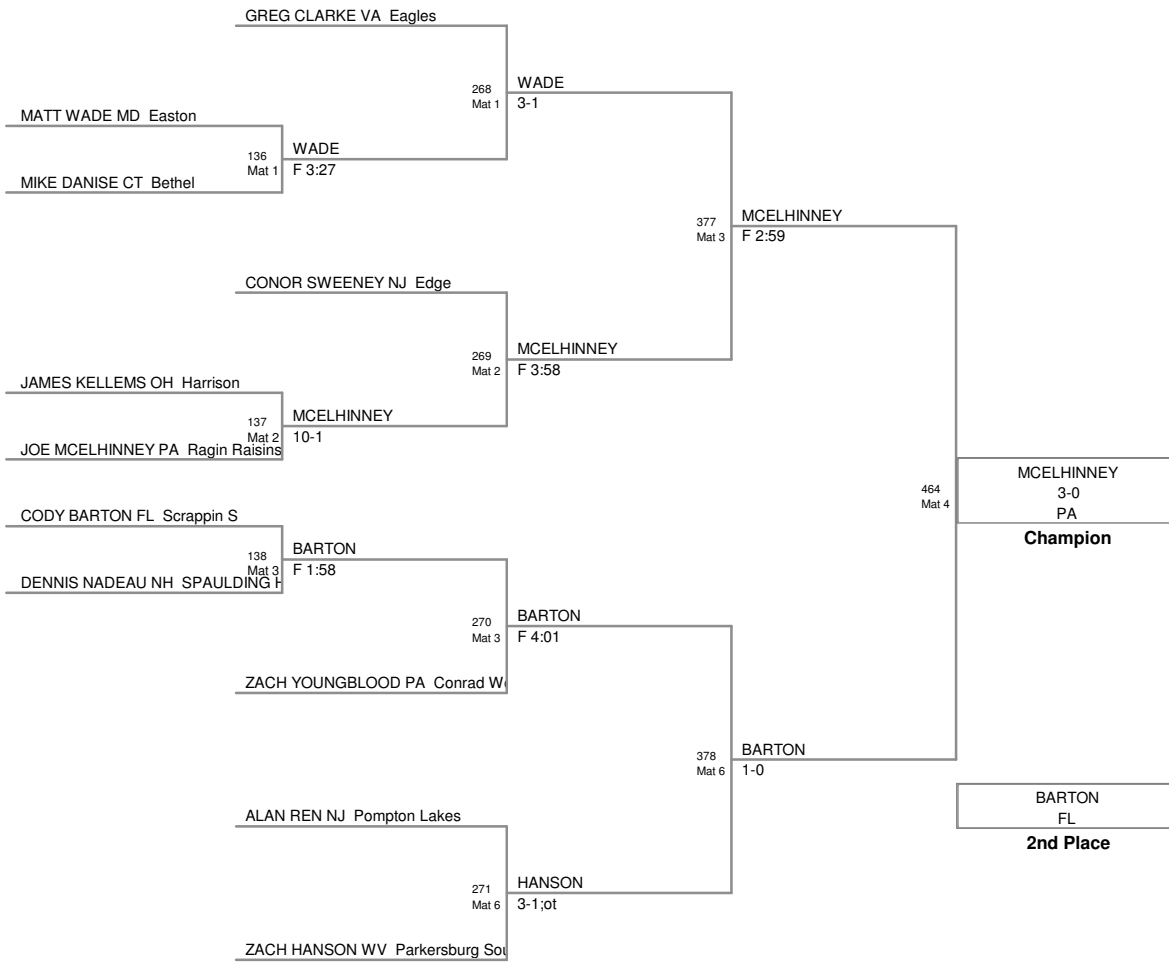 GREG CLARKE VA Eagles
268
Mat 1
WADE
3-1
MATT WADE MD Easton
136
Mat 1
WADE
F 3:27
MIKE DANISE CT Bethel
377
Mat 3
MCELHINNEY
F 2:59
CONOR SWEENEY NJ Edge
269
Mat 2
MCELHINNEY
F 3:58
JAMES KELLEMS OH Harrison
137
Mat 2
MCELHINNEY
10-1
JOE MCELHINNEY PA Ragin Raisins
464
Mat 4
MCELHINNEY
3-0
PA
Champion
CODY BARTON FL Scrappin S
138
Mat 3
BARTON
F 1:58
DENNIS NADEAU NH SPAULDING H
270
Mat 3
BARTON
F 4:01
ZACH YOUNGBLOOD PA Conrad We
378
Mat 6
BARTON
1-0
BARTON
FL
2nd Place
ALAN REN NJ Pompton Lakes
271
Mat 6
HANSON
3-1;ot
ZACH HANSON WV Parkersburg Sou